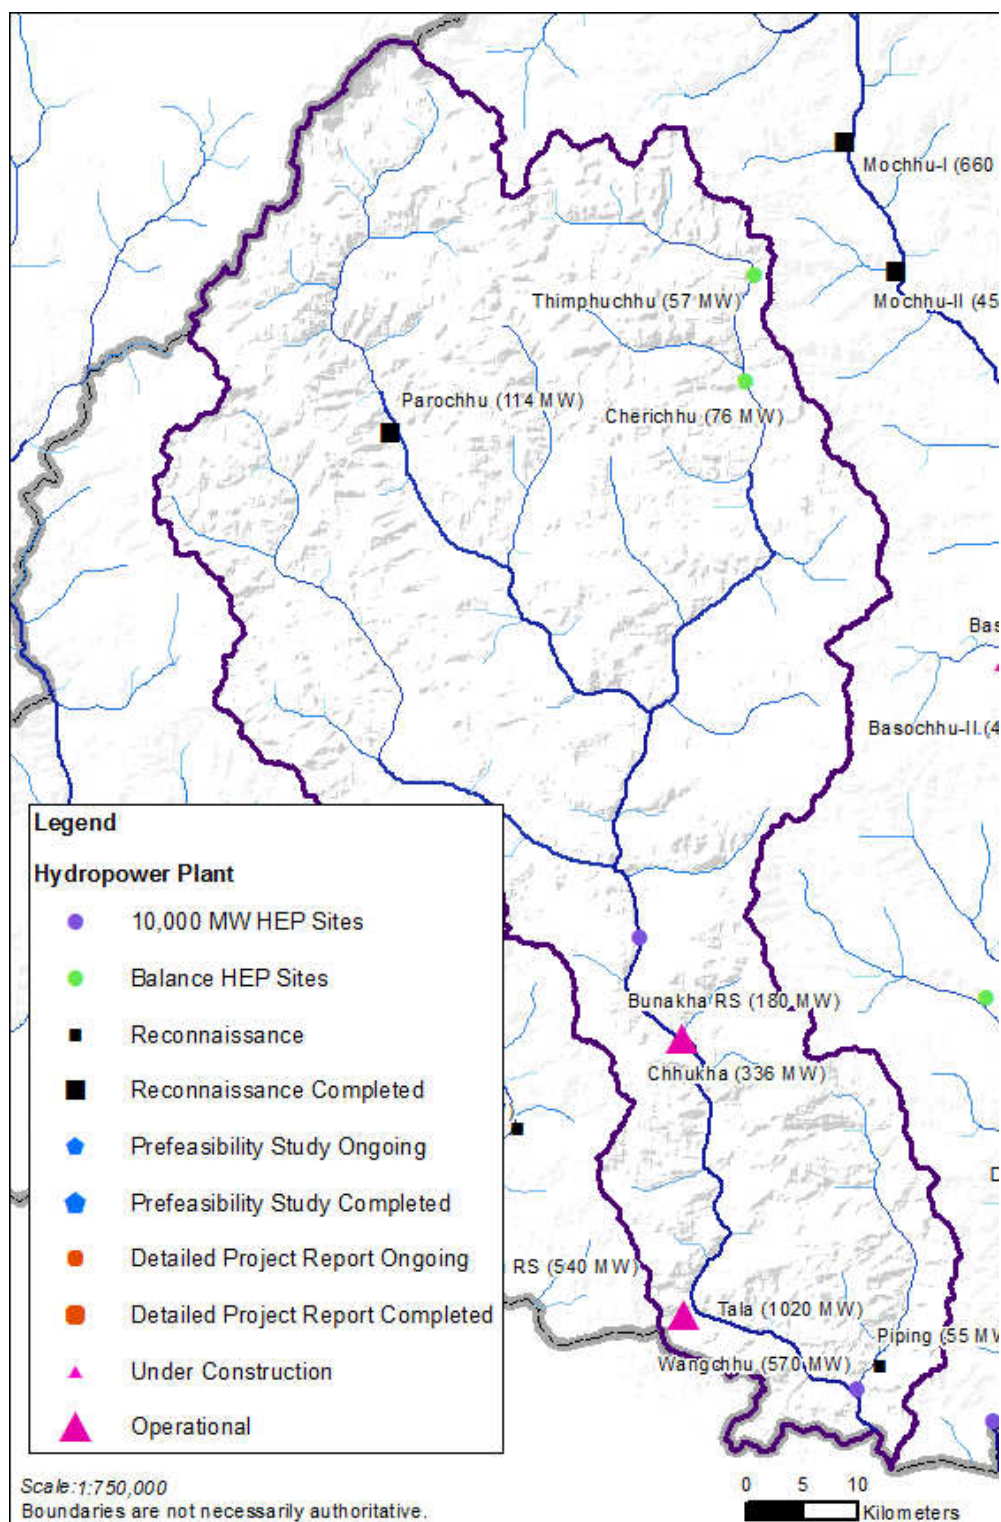 Mochhu-I (660
Thimphuchhu (57 MW)
Mochhu-II (45
Parochhu (114 MW)
Cherichhu (76 MW)
Bas
Basochhu-II (4
Legend
Hydropower Plant
10,000 MW HEP Sites
Balance HEP Sites
Reconnaissance
Reconnaissance Completed
Prefeasibility Study Ongoing
Prefeasibility Study Completed
Detailed Project Report Ongoing
Detailed Project Report Completed
Under Construction
Operational
Bunakha RS (180 MW)
Chhukha (336 MW)
)
D
RS (540 MW)
Tala (1020 MW)
Piping (55 MW
Wangchhu (570 MW)
Scale:1:750,000
Boundaries are not necessarily authoritative.
0 5 10
Kilometers